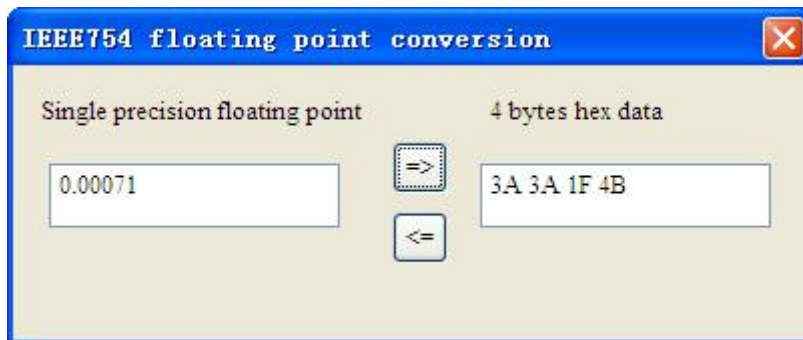 IEEE754 floating point conversion
Single precision floating point
4 bytes hex data
0.00071
=>
3A 3A 1F 4B
<=